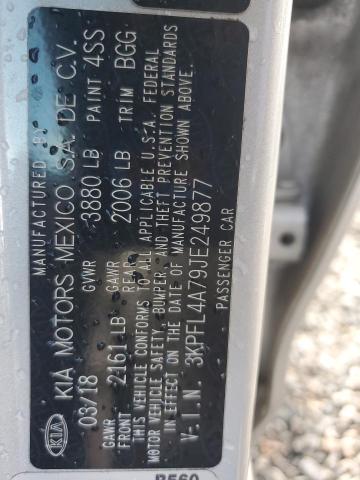 MANUFACTURED BY
KIA KIA MOTORS MEXICO S.A. DE C.V.
03/18 GVWR 3880 LB PAINT 4SS
GAWR FRONT 2161 LB GAWR REAR 2006 LB TRIM BGG
THIS VEHICLE CONFORMS TO ALL APPLICABLE U.S.A. FEDERAL
MOTOR VEHICLE SAFETY, BUMPER, AND THEFT PREVENTION STANDARDS
IN EFFECT ON THE DATE OF MANUFACTURE SHOWN ABOVE.
V.I.N. 3KPFL4A79JE249877
PASSENGER CAR
B560